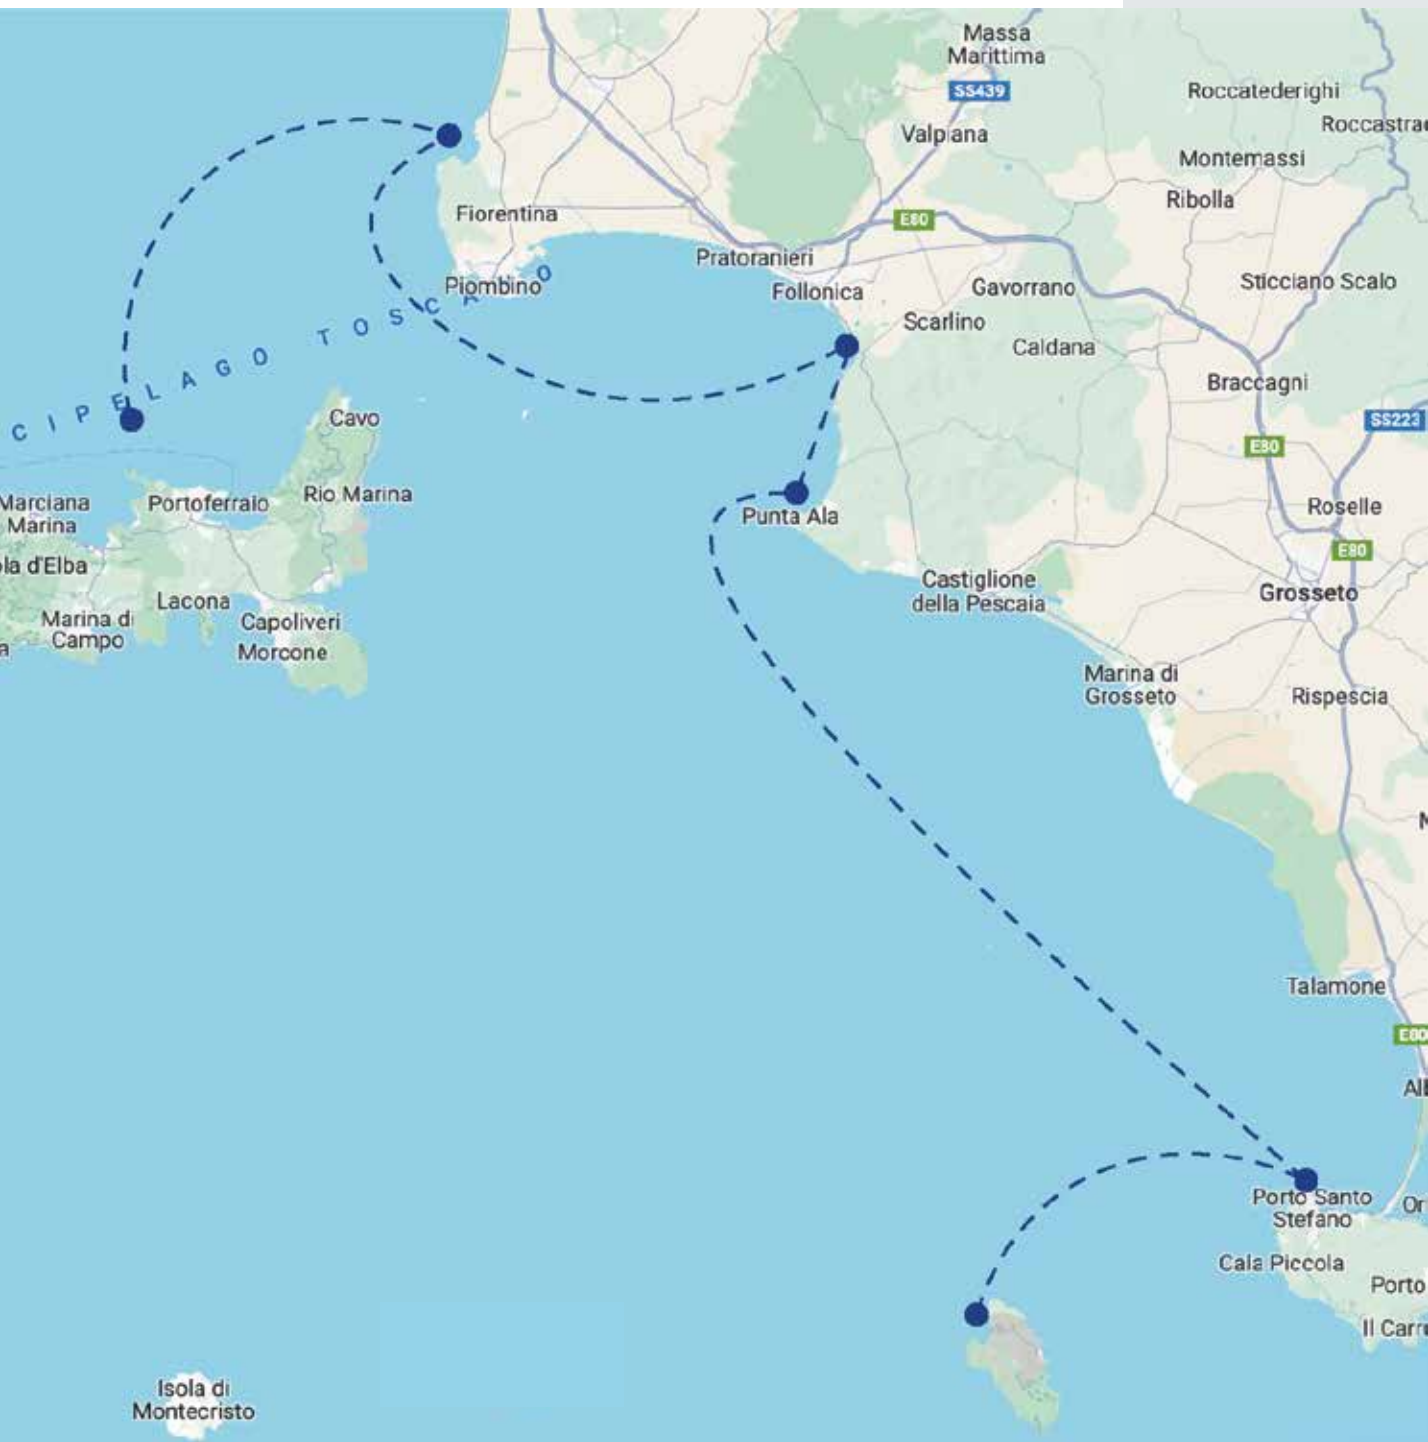 Massa
Marittima
SS439
Roccatederighi
Valpiana
Montemassi
Ribolla
Fiorentina
E80
Pratoranieri
Piombino
Follonica
Gavorrano
Sticciano Scalo
Scarlino
Caldana
CIPELAGO TOSCANO
Braccagni
Cavo
SS223
E80
Marciana
Marina
Portoferraio
Rio Marina
Punta Ala
Roselle
E80
la d'Elba
Castiglione
della Pescaia
Grosseto
Lacona
Marina di
Campo
Capoliveri
Morcone
Marina di
Grosseto
Rispescia
Talamone
E80
Porto Santo
Stefano
Or
Cala Piccola
Porto
Il Carr
Isola di
Montecristo